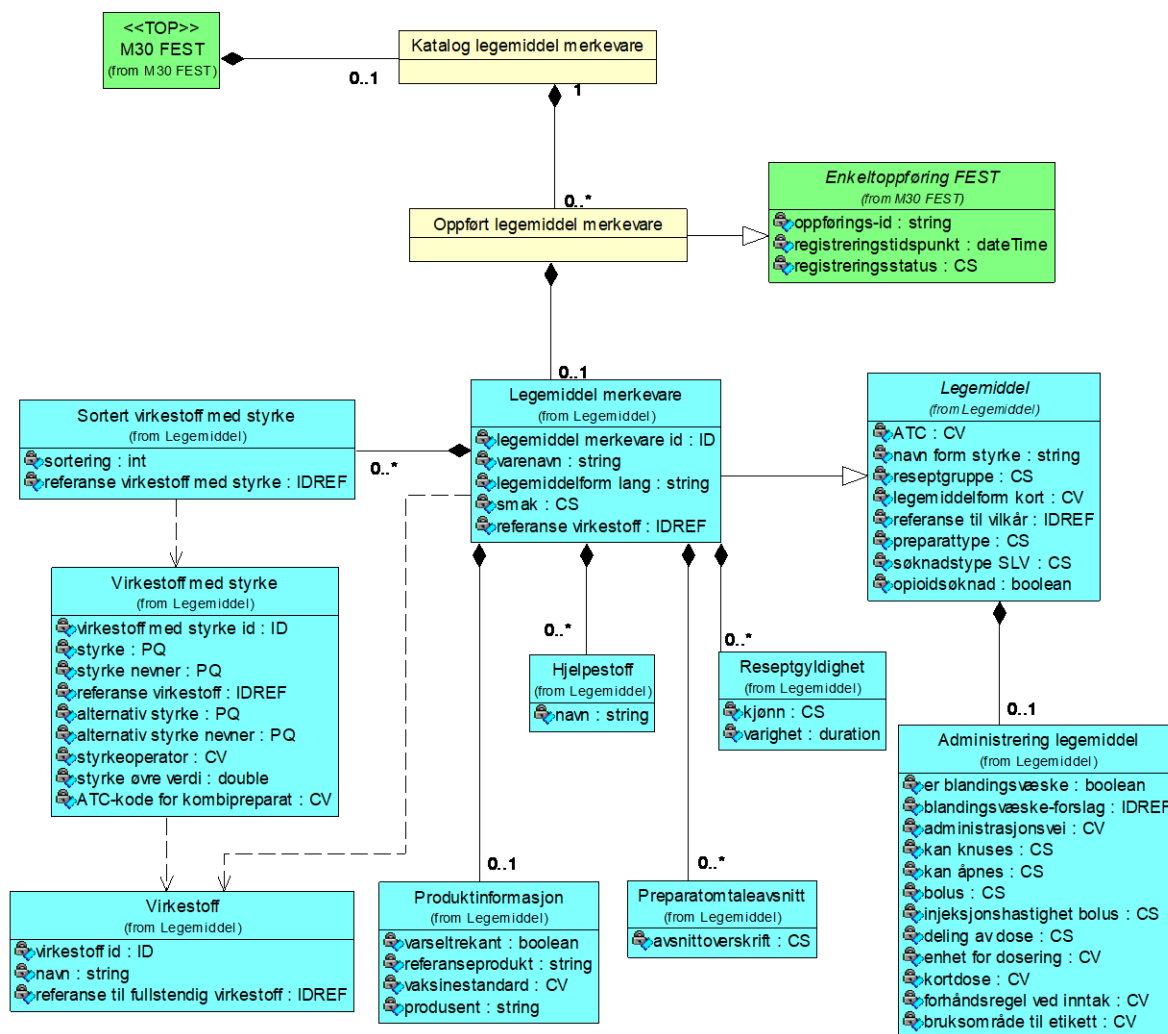 <<TOP>>
M30 FEST
(from M30 FEST)
0..1
Katalog legemiddel merkevare
1
0..*
Oppført legemiddel merkevare
Enkeltoppføring FEST
(from M30 FEST)
oppførings-id : string
registreringstidspunkt : dateTime
registreringsstatus : CS
0..1
Legemiddel merkevare
(from Legemiddel)
legemiddel merkevare id : ID
varenavn : string
legemiddelform lang : string
smak : CS
referanse virkestoff : IDREF
Sortert virkestoff med styrke
(from Legemiddel)
sortering : int
referanse virkestoff med styrke : IDREF
0..*
Legemiddel
(from Legemiddel)
ATC : CV
navn form styrke : string
reseptgruppe : CS
legemiddelform kort : CV
referanse til vilkår : IDREF
preparattype : CS
søknadstype SLV : CS
opioidsøknad : boolean
Virkestoff med styrke
(from Legemiddel)
virkestoff med styrke id : ID
styrke : PQ
styrke nevner : PQ
referanse virkestoff : IDREF
alternativ styrke : PQ
alternativ styrke nevner : PQ
styrkeoperator : CV
styrke øvre verdi : double
ATC-kode for kombipreparat : CV
0..*
Hjelpestoff
(from Legemiddel)
navn : string
0..*
Reseptgyldighet
(from Legemiddel)
kjønn : CS
varighet : duration
0..1
Administrering legemiddel
(from Legemiddel)
er blandingsvæske : boolean
blandingsvæske-forslag : IDREF
administrasjonsvei : CV
kan knuses : CS
kan åpnes : CS
bolus : CS
injeksjonshastighet bolus : CS
deling av dose : CS
enhet for dosering : CV
kortdose : CV
forhåndsregel ved inntak : CV
bruksområde til etikett : CV
Virkestoff
(from Legemiddel)
virkestoff id : ID
navn : string
referanse til fullstendig virkestoff : IDREF
0..1
Produktinformasjon
(from Legemiddel)
varseltrekant : boolean
referanseprodukt : string
vaksinestandard : CV
produsent : string
0..*
Preparatomtaleavsnitt
(from Legemiddel)
avsnittoverskrift : CS